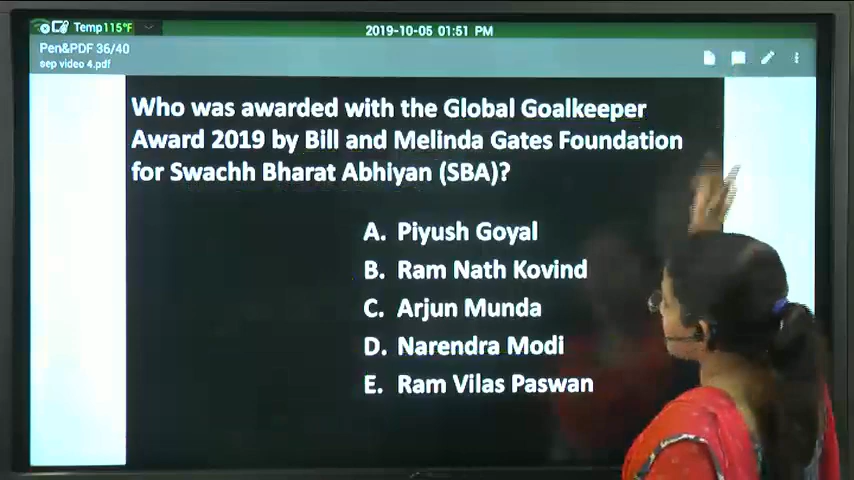 Temp 115°F
2019-10-05 01:51 PM
Pen&PDF 36/40
sep video 4.pdf
Who was awarded with the Global Goalkeeper
Award 2019 by Bill and Melinda Gates Foundation
for Swachh Bharat Abhiyan (SBA)?
A. Piyush Goyal
B. Ram Nath Kovind
C. Arjun Munda
D. Narendra Modi
E. Ram Vilas Paswan